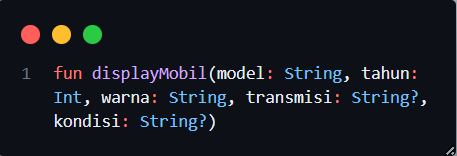 1 fun displayMobil(model: String, tahun:
Int, warna: String, transmisi: String?,
kondisi: String?)